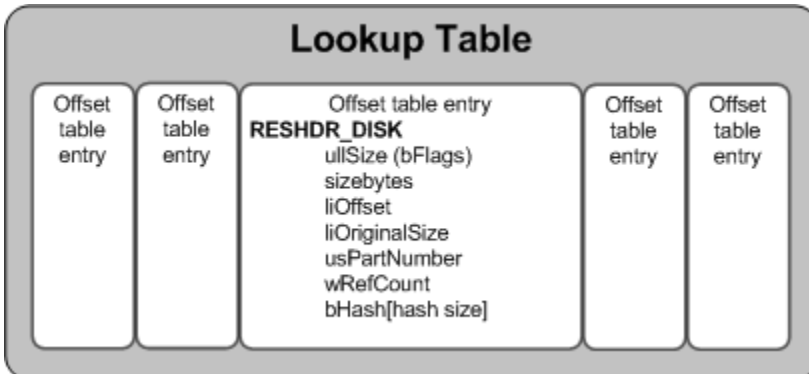 Lookup Table
Offset
table
entry
Offset
table
entry
Offset table entry
RESHDR_DISK
ullSize (bFlags)
sizebytes
liOffset
liOriginalSize
usPartNumber
wRefCount
bHash[hash size]
Offset
table
entry
Offset
table
entry